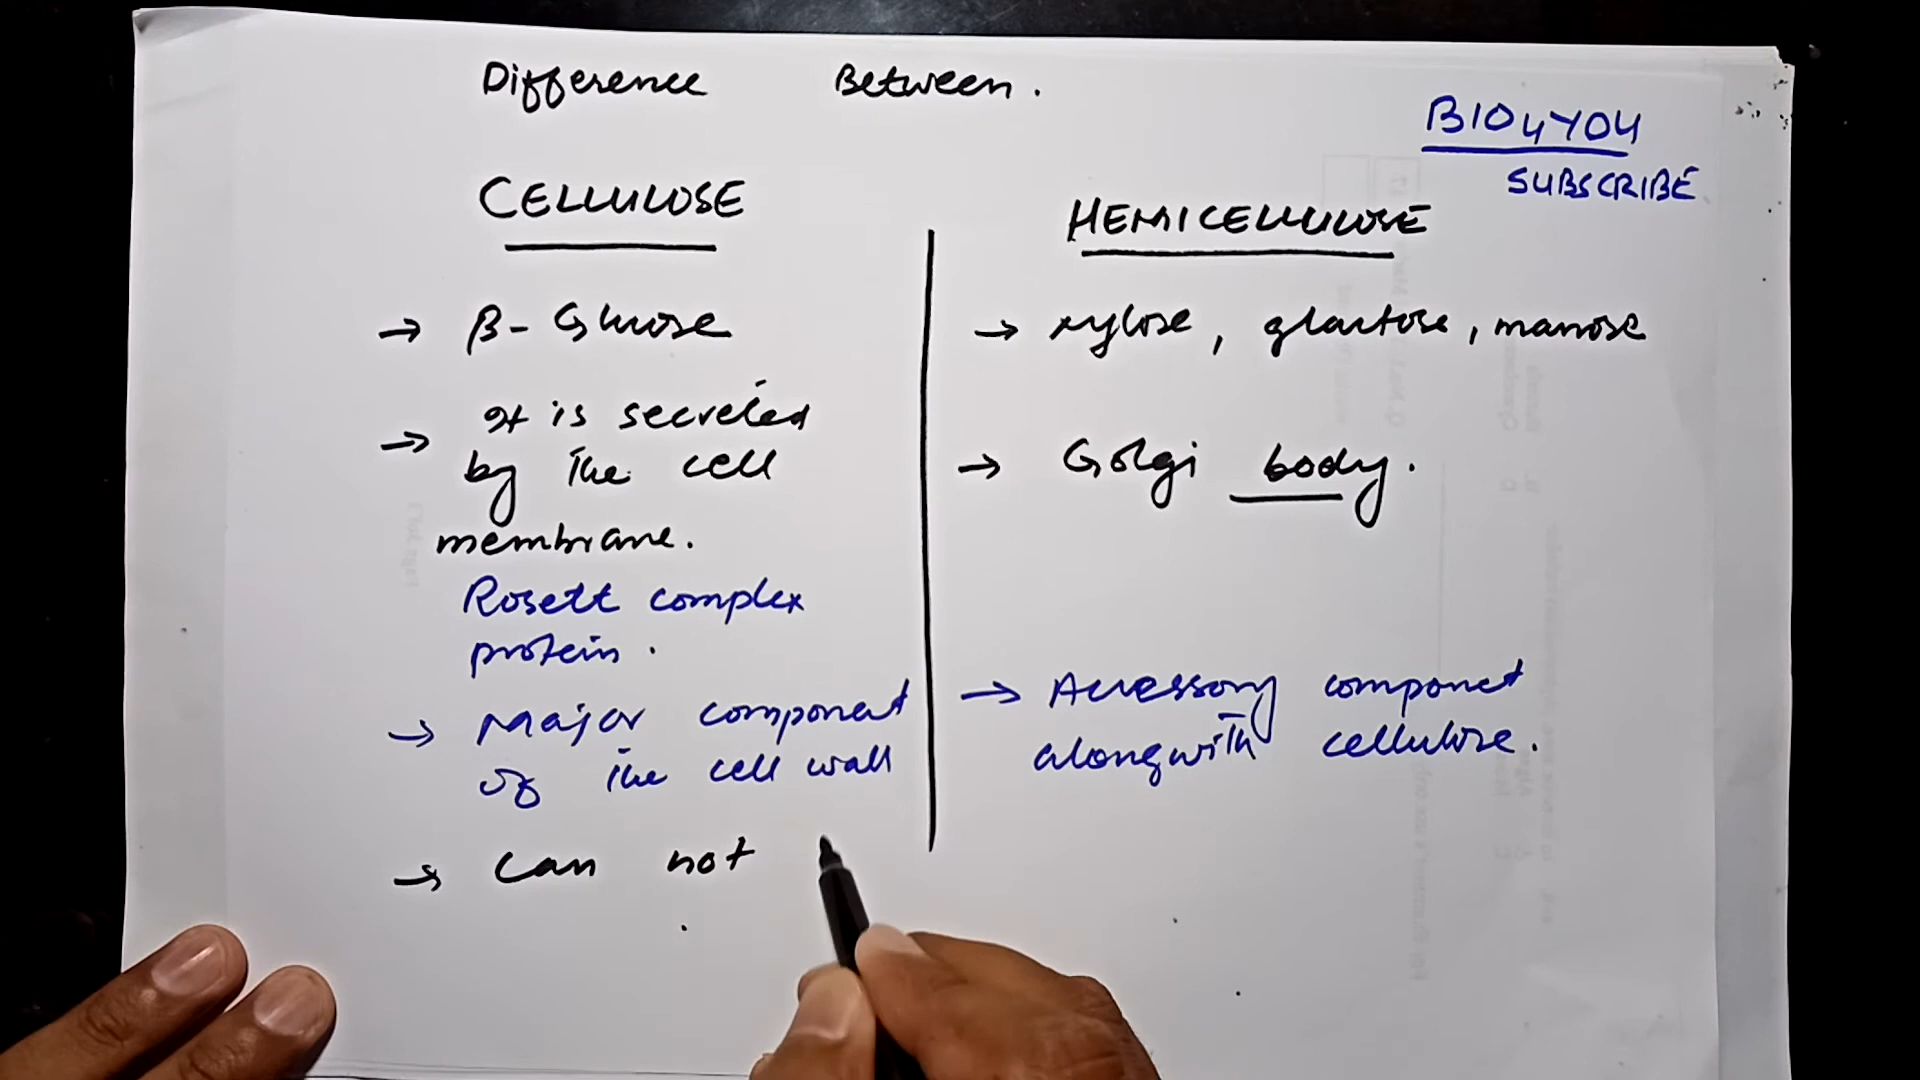 Difference Between.
BIO4YOU
SUBSCRIBE
CELLULOSE
→ β- Glucose
→ It is secreted
by the cell
membrane.
Rosett complex
protein.
→ Major component
of the cell wall
→ can not
HEMICELLULOSE
→ xylose, glactose, mannose
→ Golgi body.
→ Accessory component
alongwith cellulose.